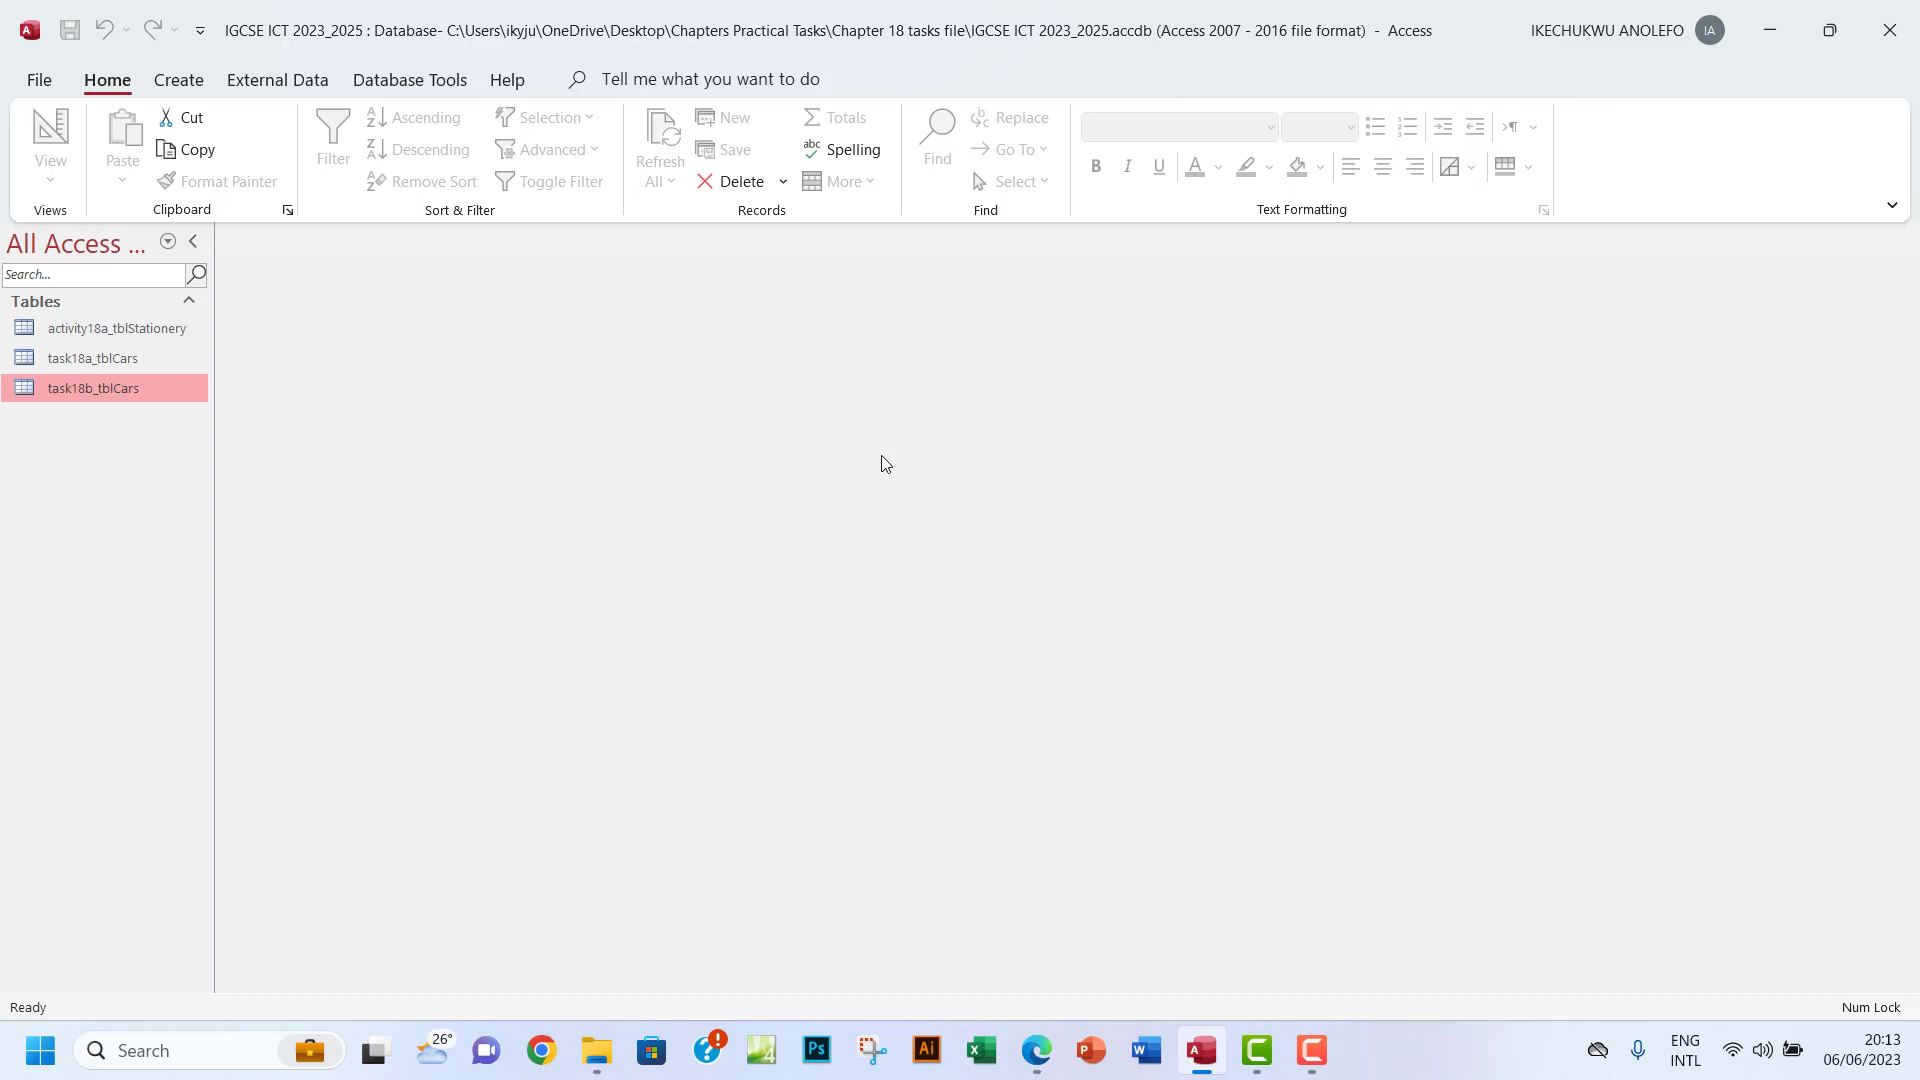 IGCSE ICT 2023_2025 : Database- C:\Users\ikyju\OneDrive\Desktop\Chapters Practical Tasks\Chapter 18 tasks file\IGCSE ICT 2023_2025.accdb (Access 2007 - 2016 file format) - Access
IKECHUKWU ANOLEFO
IA
File Home Create External Data Database Tools Help Tell me what you want to do
View
Views
Paste
Cut
Copy
Format Painter
Clipboard
Filter
Ascending
Descending
Remove Sort
Selection
Advanced
Toggle Filter
Sort & Filter
Refresh
All
New
Save
Delete
Totals
Spelling
More
Records
Find
Replace
Go To
Select
Find
B I U A
Text Formatting
All Access ...
Search...
Tables
activity18a_tblStationery
task18a_tblCars
task18b_tblCars
Ready
Num Lock
Search
26°
Ps
Ai
ENG
INTL
20:13
06/06/2023